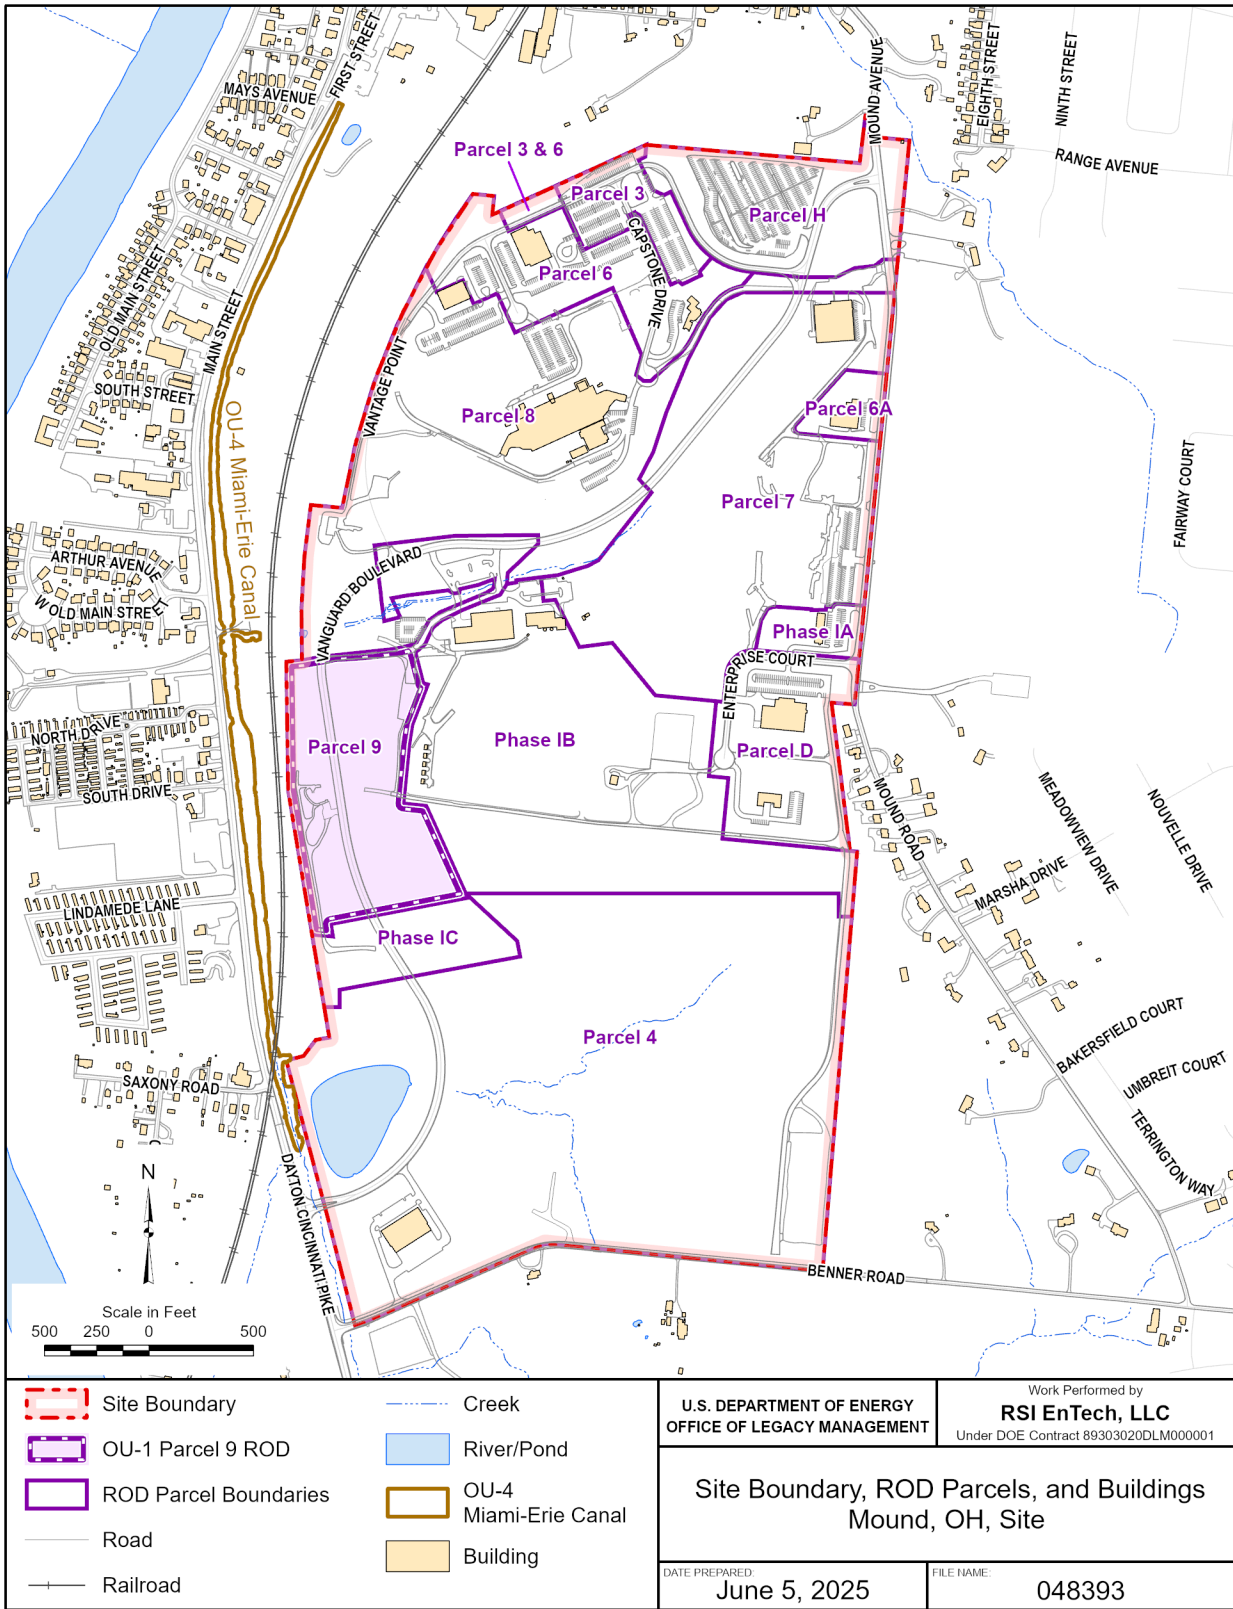 MAYS AVENUE
FIRST STREET
MOUND AVENUE
EIGHTH STREET
NINTH STREET
RANGE AVENUE
Parcel 3 & 6
Parcel 3
Parcel H
CAPSTONE DRIVE
Parcel 6
OLD MAIN STREET
MAIN STREET
SOUTH STREET
VANTAGE POINT
Parcel 8
Parcel 6A
OU-4 Miami-Erie Canal
Parcel 7
FAIRWAY COURT
ARTHUR AVENUE
W OLD MAIN STREET
VANGUARD BOULEVARD
Phase IA
ENTERPRISE COURT
NORTH DRIVE
SOUTH DRIVE
Parcel 9
Phase IB
Parcel D
MOUND ROAD
MEADOWVIEW DRIVE
NOUVELLE DRIVE
MARSHA DRIVE
LINDAMEDE LANE
Phase IC
Parcel 4
BAKERSFIELD COURT
UMBREIT COURT
TERRINGTON WAY
SAXONY ROAD
DAYTON CINCINNATI PIKE
BENNER ROAD
N
Scale in Feet
500 250 0 500
Site Boundary
OU-1 Parcel 9 ROD
ROD Parcel Boundaries
Road
Railroad
Creek
River/Pond
OU-4
Miami-Erie Canal
Building
U.S. DEPARTMENT OF ENERGY
OFFICE OF LEGACY MANAGEMENT
Work Performed by
RSI EnTech, LLC
Under DOE Contract 89303020DLM000001
Site Boundary, ROD Parcels, and Buildings
Mound, OH, Site
DATE PREPARED:
June 5, 2025
FILE NAME:
048393